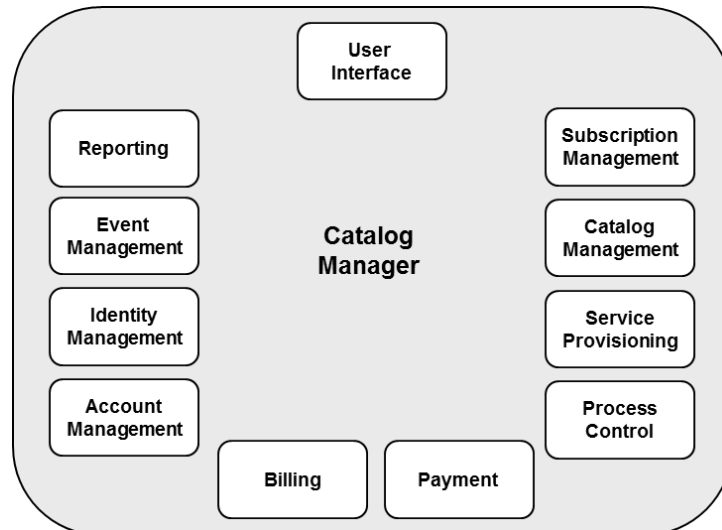 User
Interface
Reporting
Subscription
Management
Event
Management
Catalog
Manager
Catalog
Management
Identity
Management
Service
Provisioning
Account
Management
Process
Control
Billing
Payment